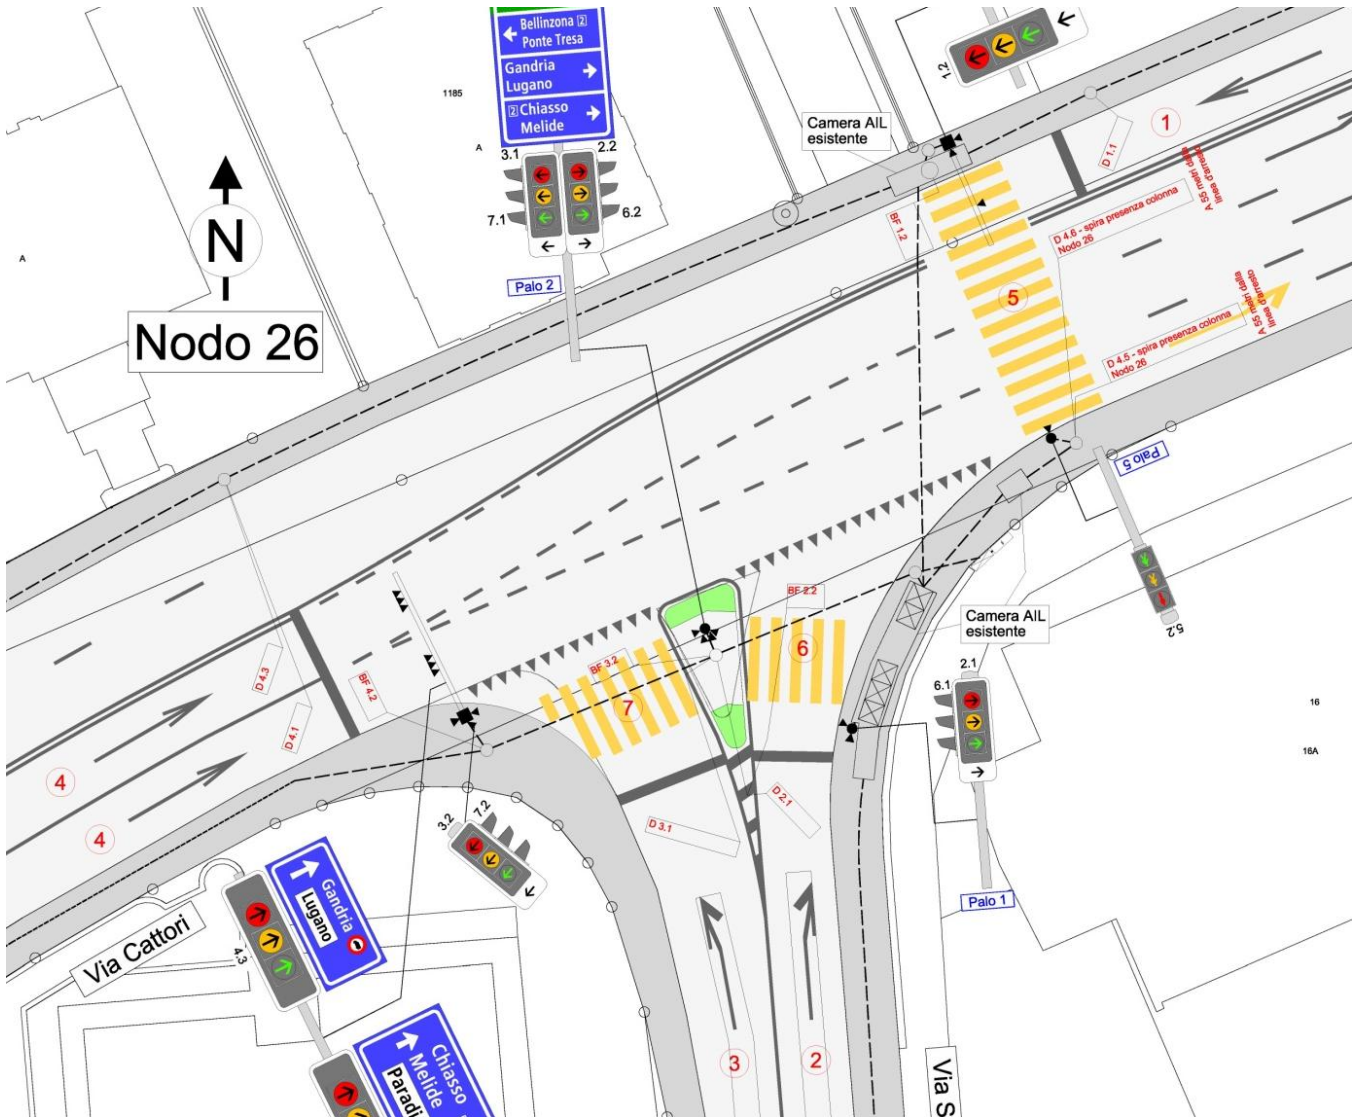 Bellinzona 2
Ponte Tresa
Gandria
Lugano
2 Chiasso
Melide
1.2
1185
A
3.1
2.2
7.1
6.2
Palo 2
Camera AIL
esistente
1
D 1.1
BF 1.2
D 4.6 - spira presenza colonna
Nodo 26
A 55 metri dalla
linea d'arresto
5
D 4.5 - spira presenza colonna
Nodo 26
A 55 metri dalla
linea d'arresto
A
N
Nodo 26
Palo 5
5.2
Camera AIL
esistente
BF 2.2
6
BF 3.2
7
BF 4.2
D 4.3
D 4.1
4
4
2.1
6.1
16
16A
D 3.1
D 2.1
3.2
7.2
Palo 1
Gandria
Lugano
4.3
Via Cattori
Chiasso
Melide
Paradi
3
2
Via S